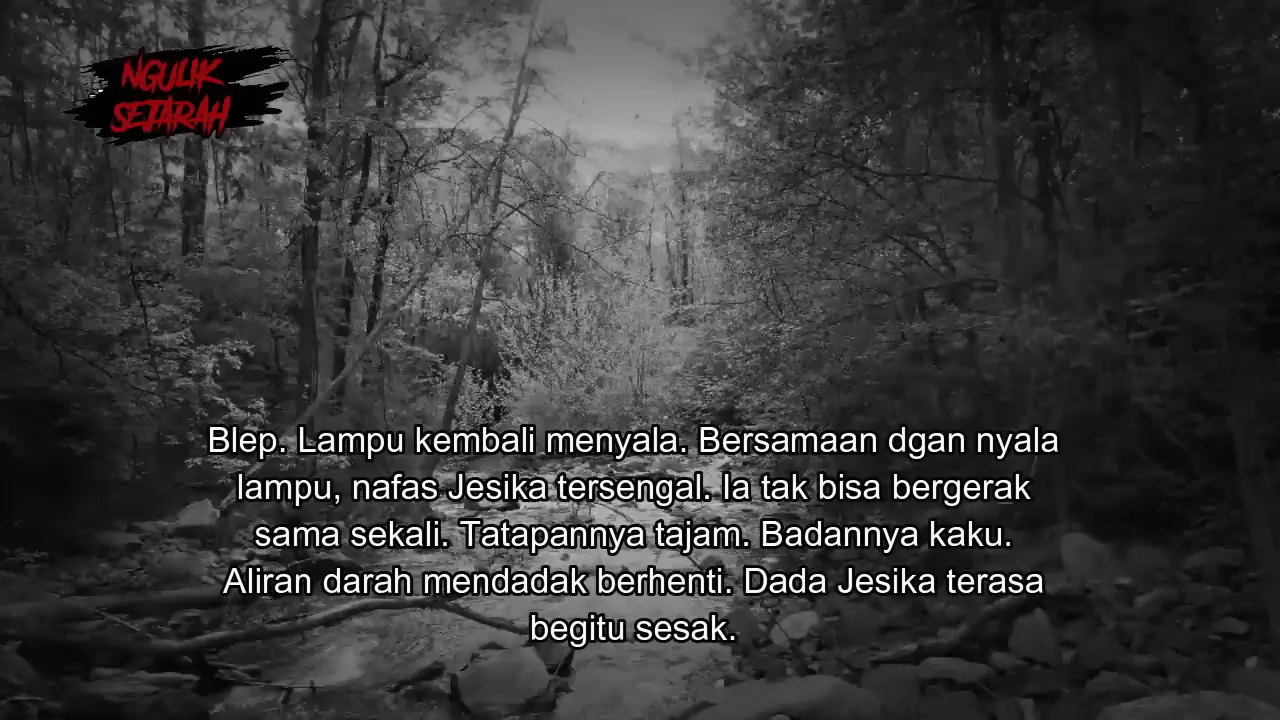 NGULIK
SEJARAH
Blep. Lampu kembali menyala. Bersamaan dgan nyala
lampu, nafas Jesika tersengal. Ia tak bisa bergerak
sama sekali. Tatapannya tajam. Badannya kaku.
Aliran darah mendadak berhenti. Dada Jesika terasa
begitu sesak.